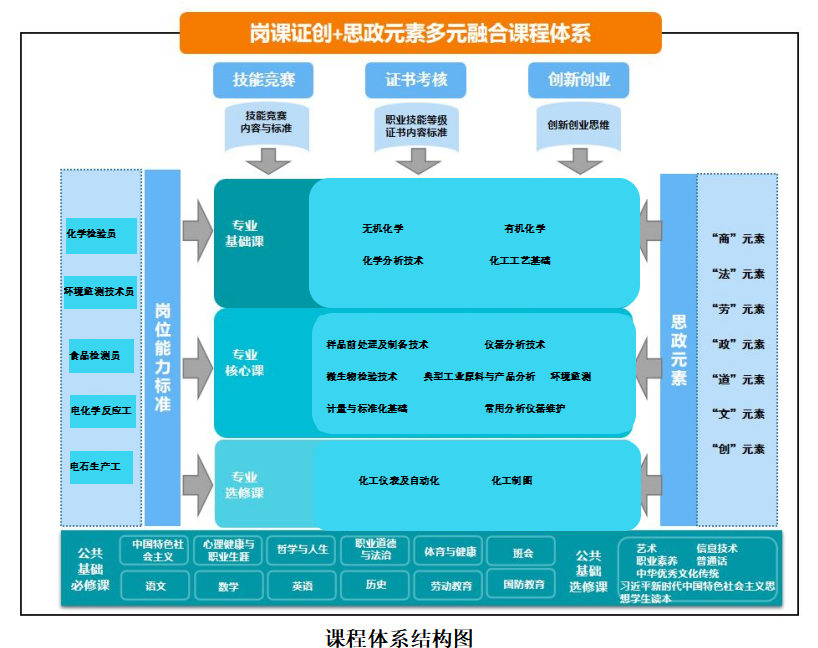 岗课证创+思政元素多元融合课程体系
技能竞赛
证书考核
创新创业
技能竞赛
内容与标准
职业技能等级
证书内容标准
创新创业思维
化学检验员
环境监测技术员
食品检测员
电化学反应工
电石生产工
岗位能力标准
专业
基础课
无机化学
有机化学
化学分析技术
化工工艺基础
专业
核心课
样品前处理及制备技术
仪器分析技术
微生物检验技术
典型工业原料与产品分析
环境监测
计量与标准化基础
常用分析仪器维护
专业
选修课
化工仪表及自动化
化工制图
思政元素
“商”元素
“法”元素
“劳”元素
“政”元素
“道”元素
“文”元素
“创”元素
公共
基础
必修课
中国特色社
会主义
心理健康与
职业生涯
哲学与人生
职业道德
与法治
体育与健康
班会
语文
数学
英语
历史
劳动教育
国防教育
公共
基础
选修课
艺术
信息技术
职业素养
普通话
中华优秀文化传统
习近平新时代中国特色社会主义思
想学生读本
课程体系结构图